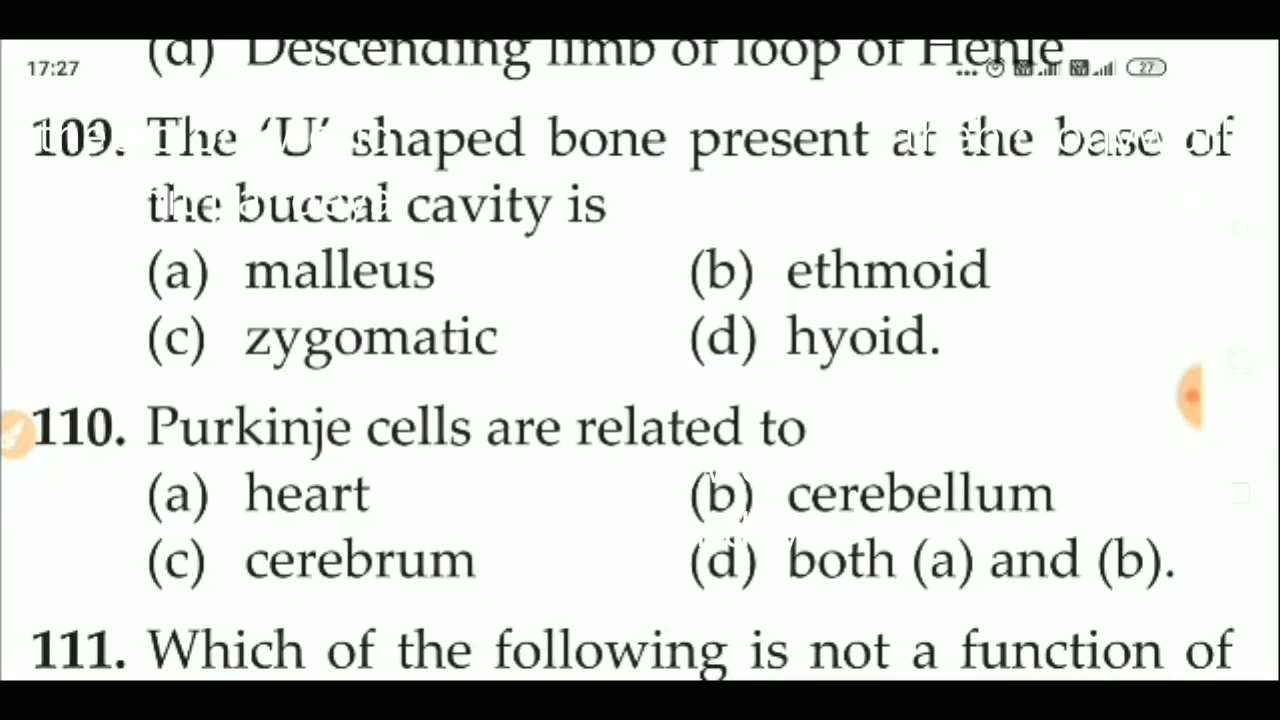 (d) Descending limb of loop of Henle
17:27 ... 27
109. The ‘U’ shaped bone present at the base of
the buccal cavity is
(a) malleus (b) ethmoid
(c) zygomatic (d) hyoid.
110. Purkinje cells are related to
(a) heart (b) cerebellum
(c) cerebrum (d) both (a) and (b).
111. Which of the following is not a function of